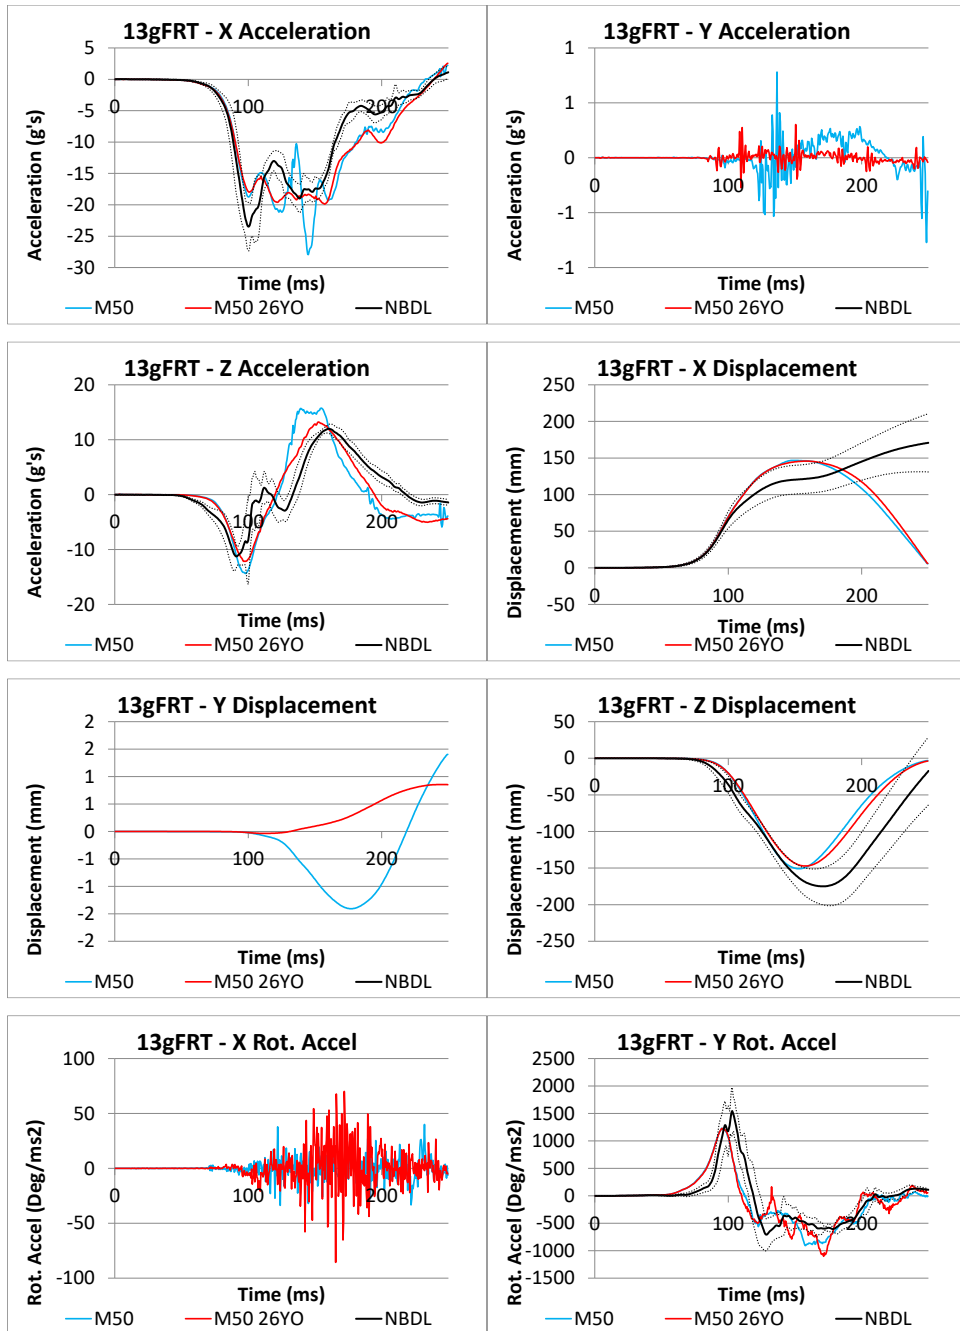 13gFRT - X Acceleration
5
0
-5
-10
-15
-20
-25
-30
0
100
200
Acceleration (g's)
Time (ms)
M50 M50 26YO NBDL
13gFRT - Y Acceleration
1
1
0
-1
-1
0
100
200
Acceleration (g's)
Time (ms)
M50 M50 26YO NBDL
13gFRT - Z Acceleration
20
10
0
-10
-20
0
100
200
Acceleration (g's)
Time (ms)
M50 M50 26YO NBDL
13gFRT - X Displacement
200
150
100
50
0
-50
0
100
200
Displacement (mm)
Time (ms)
M50 M50 26YO NBDL
13gFRT - Y Displacement
2
2
1
1
0
-1
-1
-2
-2
0
100
200
Displacement (mm)
Time (ms)
M50 M50 26YO NBDL
13gFRT - Z Displacement
50
0
-50
-100
-150
-200
-250
0
100
200
Displacement (mm)
Time (ms)
M50 M50 26YO NBDL
13gFRT - X Rot. Accel
100
50
0
-50
-100
0
100
200
Rot. Accel (Deg/ms2)
Time (ms)
M50 M50 26YO NBDL
13gFRT - Y Rot. Accel
2500
2000
1500
1000
500
0
-500
-1000
-1500
0
100
200
Rot. Accel (Deg/ms2)
Time (ms)
M50 M50 26YO NBDL